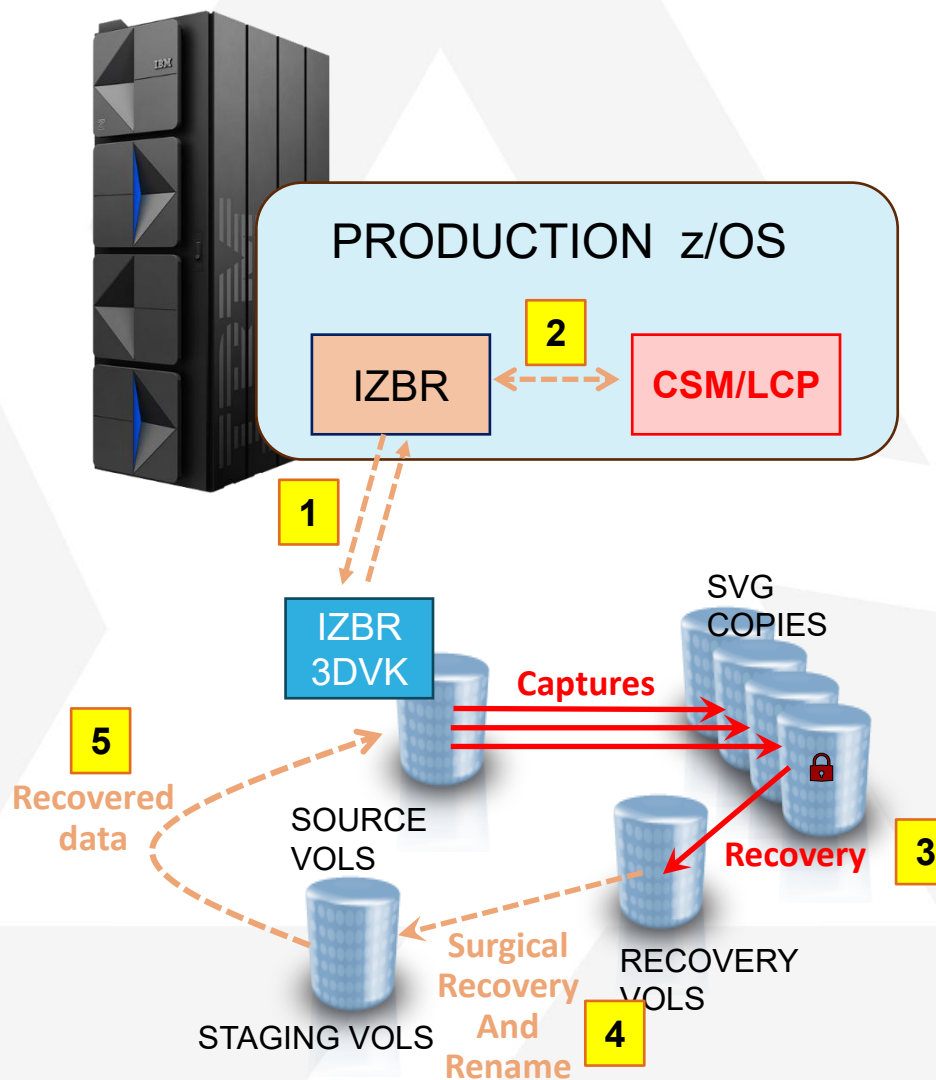 IBM
Z
PRODUCTION z/OS
2
IZBR
CSM/LCP
1
IZBR
3DVK
SVG
COPIES
Captures
5
Recovered
data
SOURCE
VOLS
Recovery
3
Surgical
Recovery
And
Rename
RECOVERY
VOLS
4
STAGING VOLS